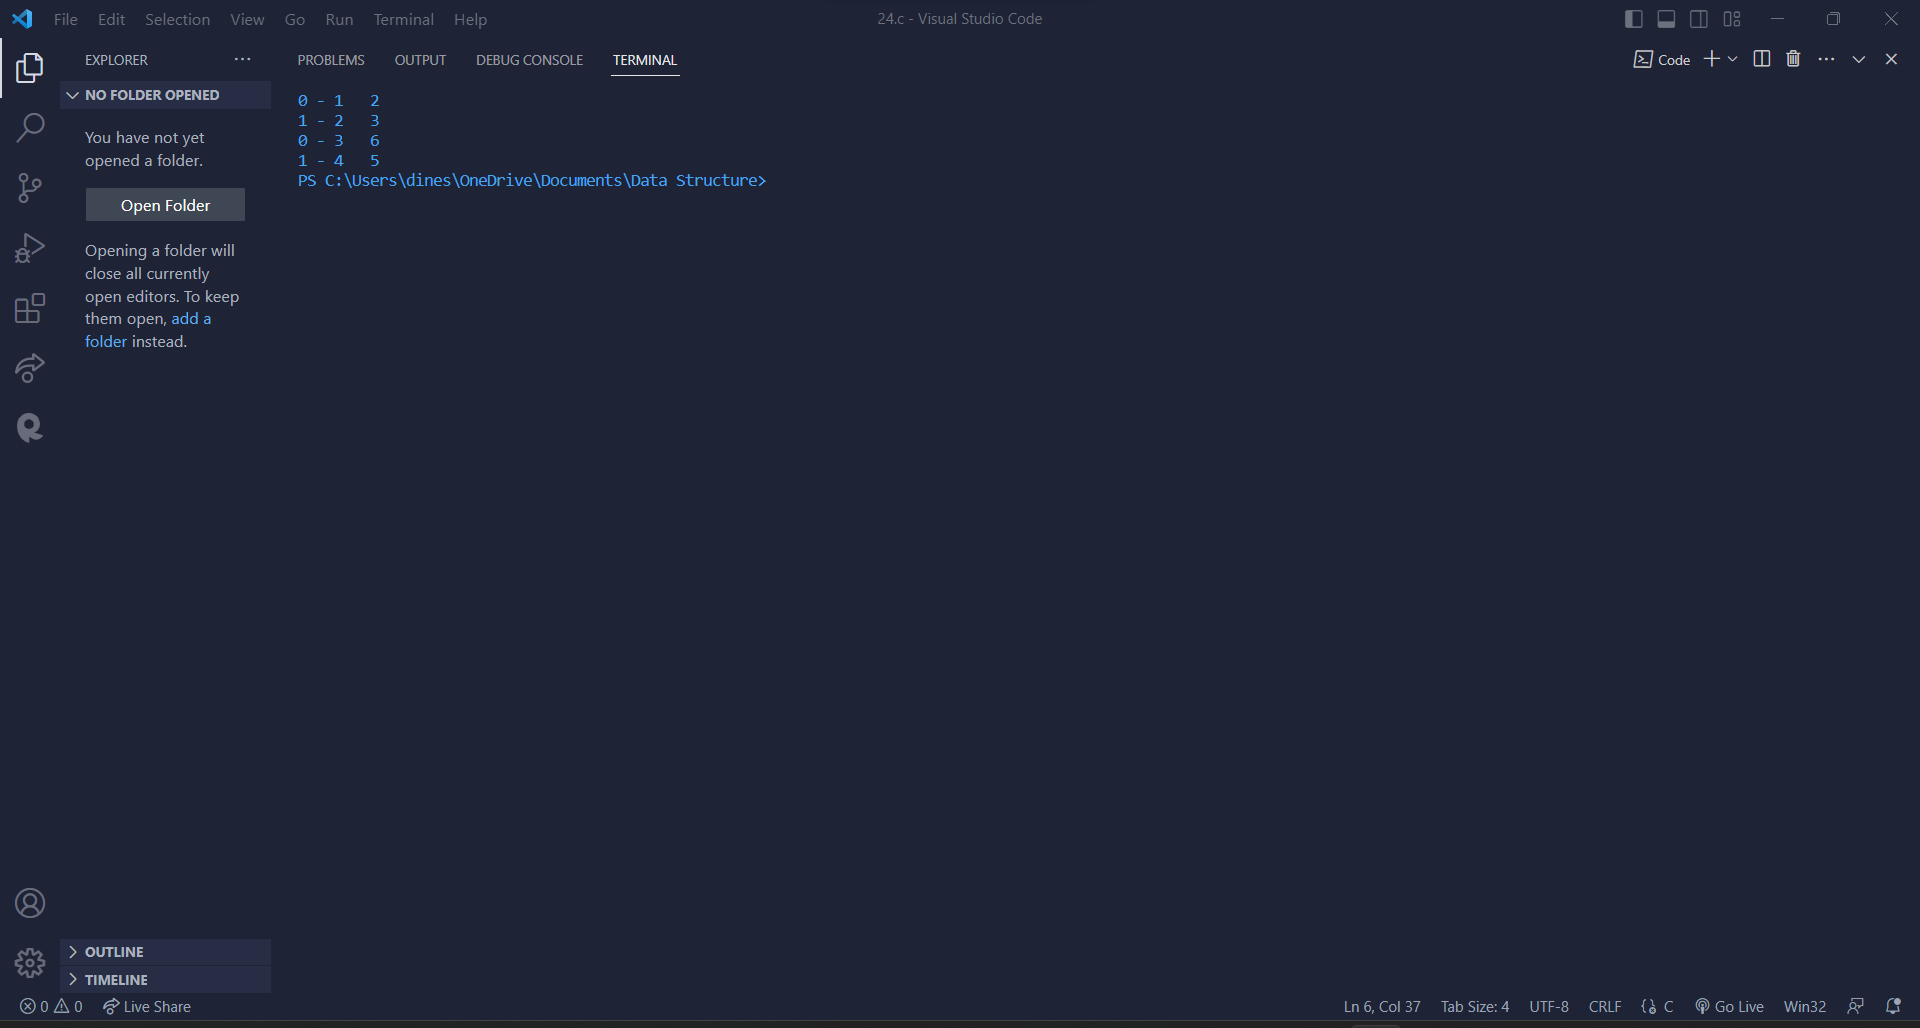 File Edit Selection View Go Run Terminal Help
24.c - Visual Studio Code
EXPLORER
NO FOLDER OPENED
You have not yet
opened a folder.
Open Folder
Opening a folder will
close all currently
open editors. To keep
them open, add a
folder instead.
OUTLINE
TIMELINE
PROBLEMS OUTPUT DEBUG CONSOLE TERMINAL
Code
0 - 1   2
1 - 2   3
0 - 3   6
1 - 4   5
PS C:\Users\dines\OneDrive\Documents\Data Structure>
0 0 Live Share
Ln 6, Col 37 Tab Size: 4 UTF-8 CRLF C Go Live Win32